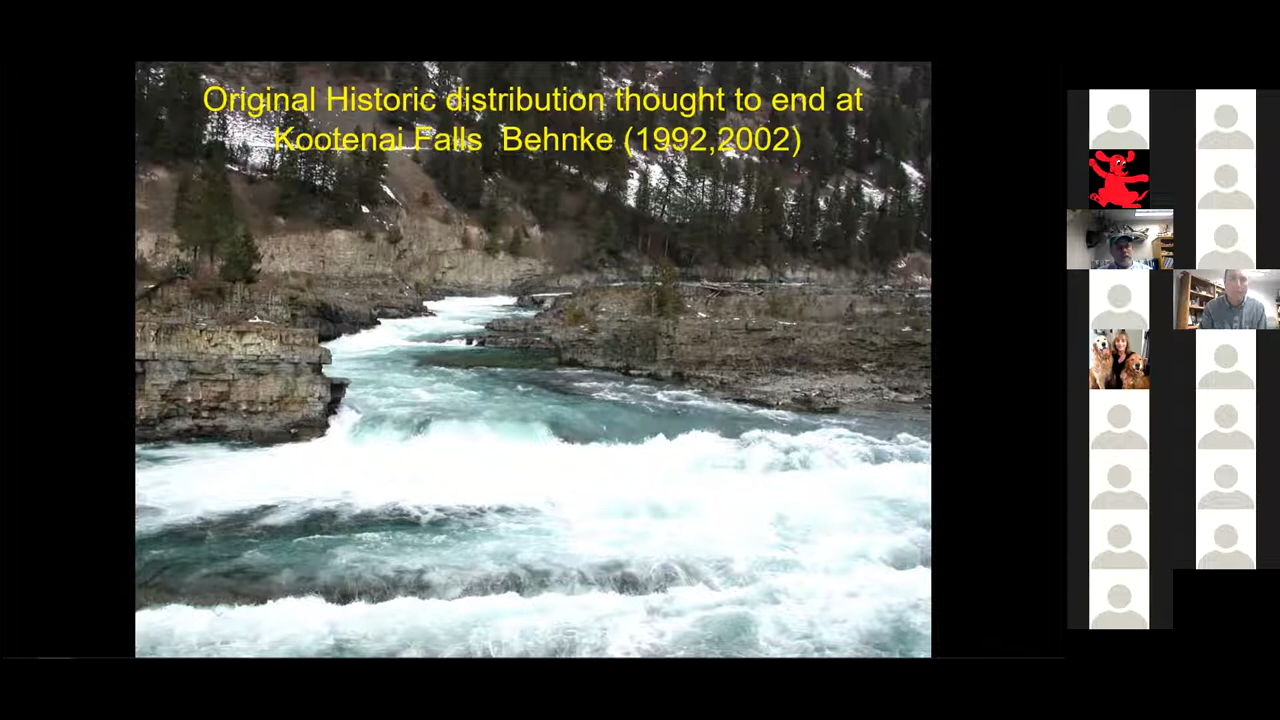 Original Historic distribution thought to end at
Kootenai Falls  Behnke (1992,2002)